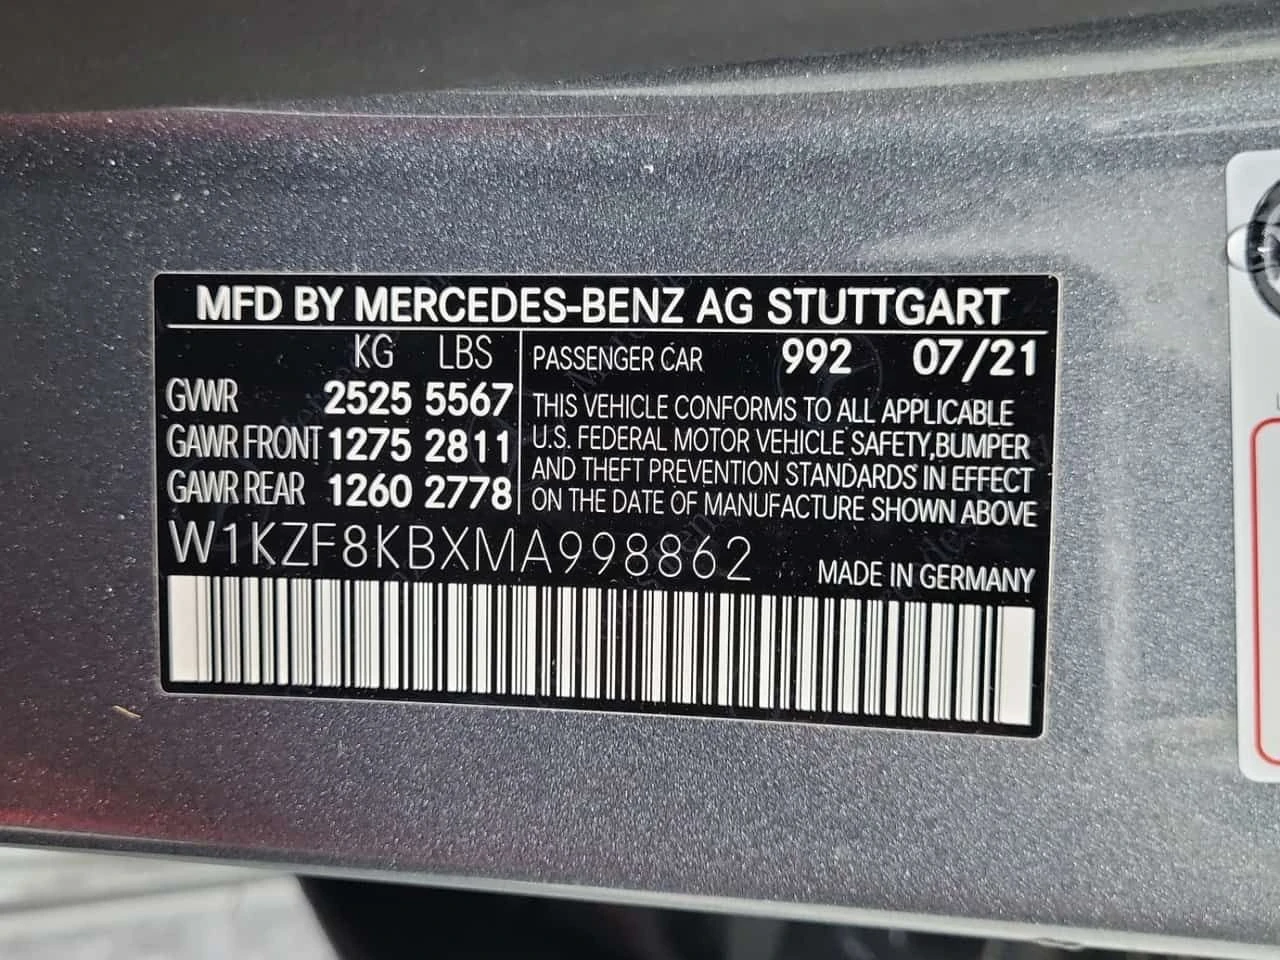 MFD BY MERCEDES-BENZ AG STUTTGART
KG LBS
GVWR 2525 5567
GAWR FRONT 1275 2811
GAWR REAR 1260 2778
PASSENGER CAR 992 07/21
THIS VEHICLE CONFORMS TO ALL APPLICABLE
U.S. FEDERAL MOTOR VEHICLE SAFETY,BUMPER
AND THEFT PREVENTION STANDARDS IN EFFECT
ON THE DATE OF MANUFACTURE SHOWN ABOVE
W1KZF8KBXMA998862
MADE IN GERMANY